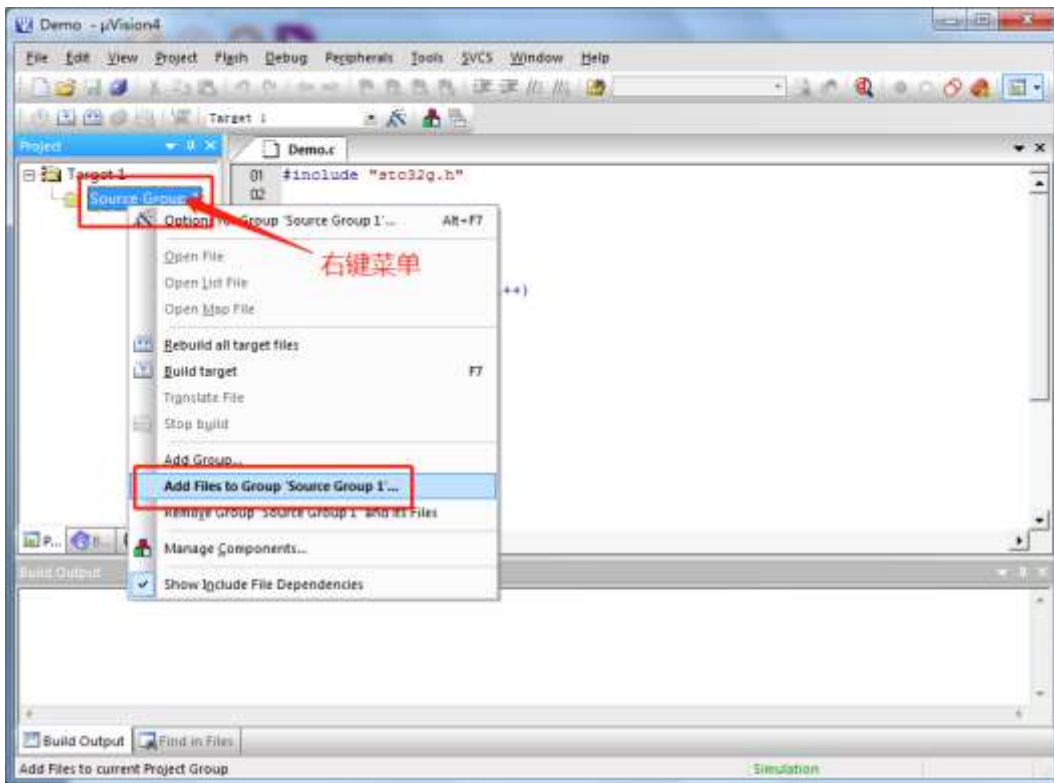 Demo - µVision4
File Edit View Project Flash Debug Peripherals Tools SVCS Window Help
Target 1
Project
Demo.c
Target 1
01 #include "stc32g.h"
Source Group 1
02
Options for Group 'Source Group 1'... Alt+F7
Open File
右键菜单
Open List File
++)
Open Map File
Rebuild all target files
Build target F7
Translate File
Stop build
Add Group...
Add Files to Group 'Source Group 1'...
Remove Group 'Source Group 1' and its Files
P...
Manage Components...
Build Output
Show Include File Dependencies
Build Output Find in Files
Add Files to current Project Group Simulation